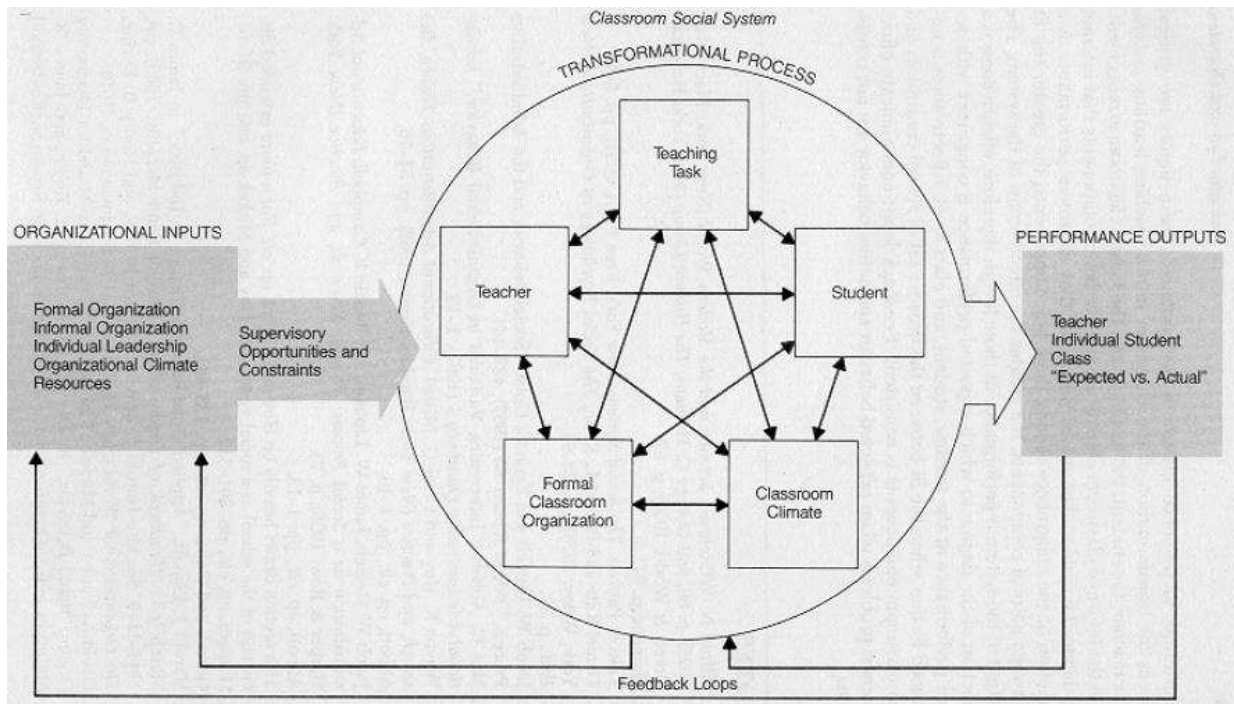 Classroom Social System
TRANSFORMATIONAL PROCESS
Teaching
Task
ORGANIZATIONAL INPUTS
PERFORMANCE OUTPUTS
Formal Organization
Informal Organization
Individual Leadership
Organizational Climate
Resources
Supervisory
Opportunities and
Constraints
Teacher
Student
Teacher
Individual Student
Class
"Expected vs. Actual"
Formal
Classroom
Organization
Classroom
Climate
Feedback Loops